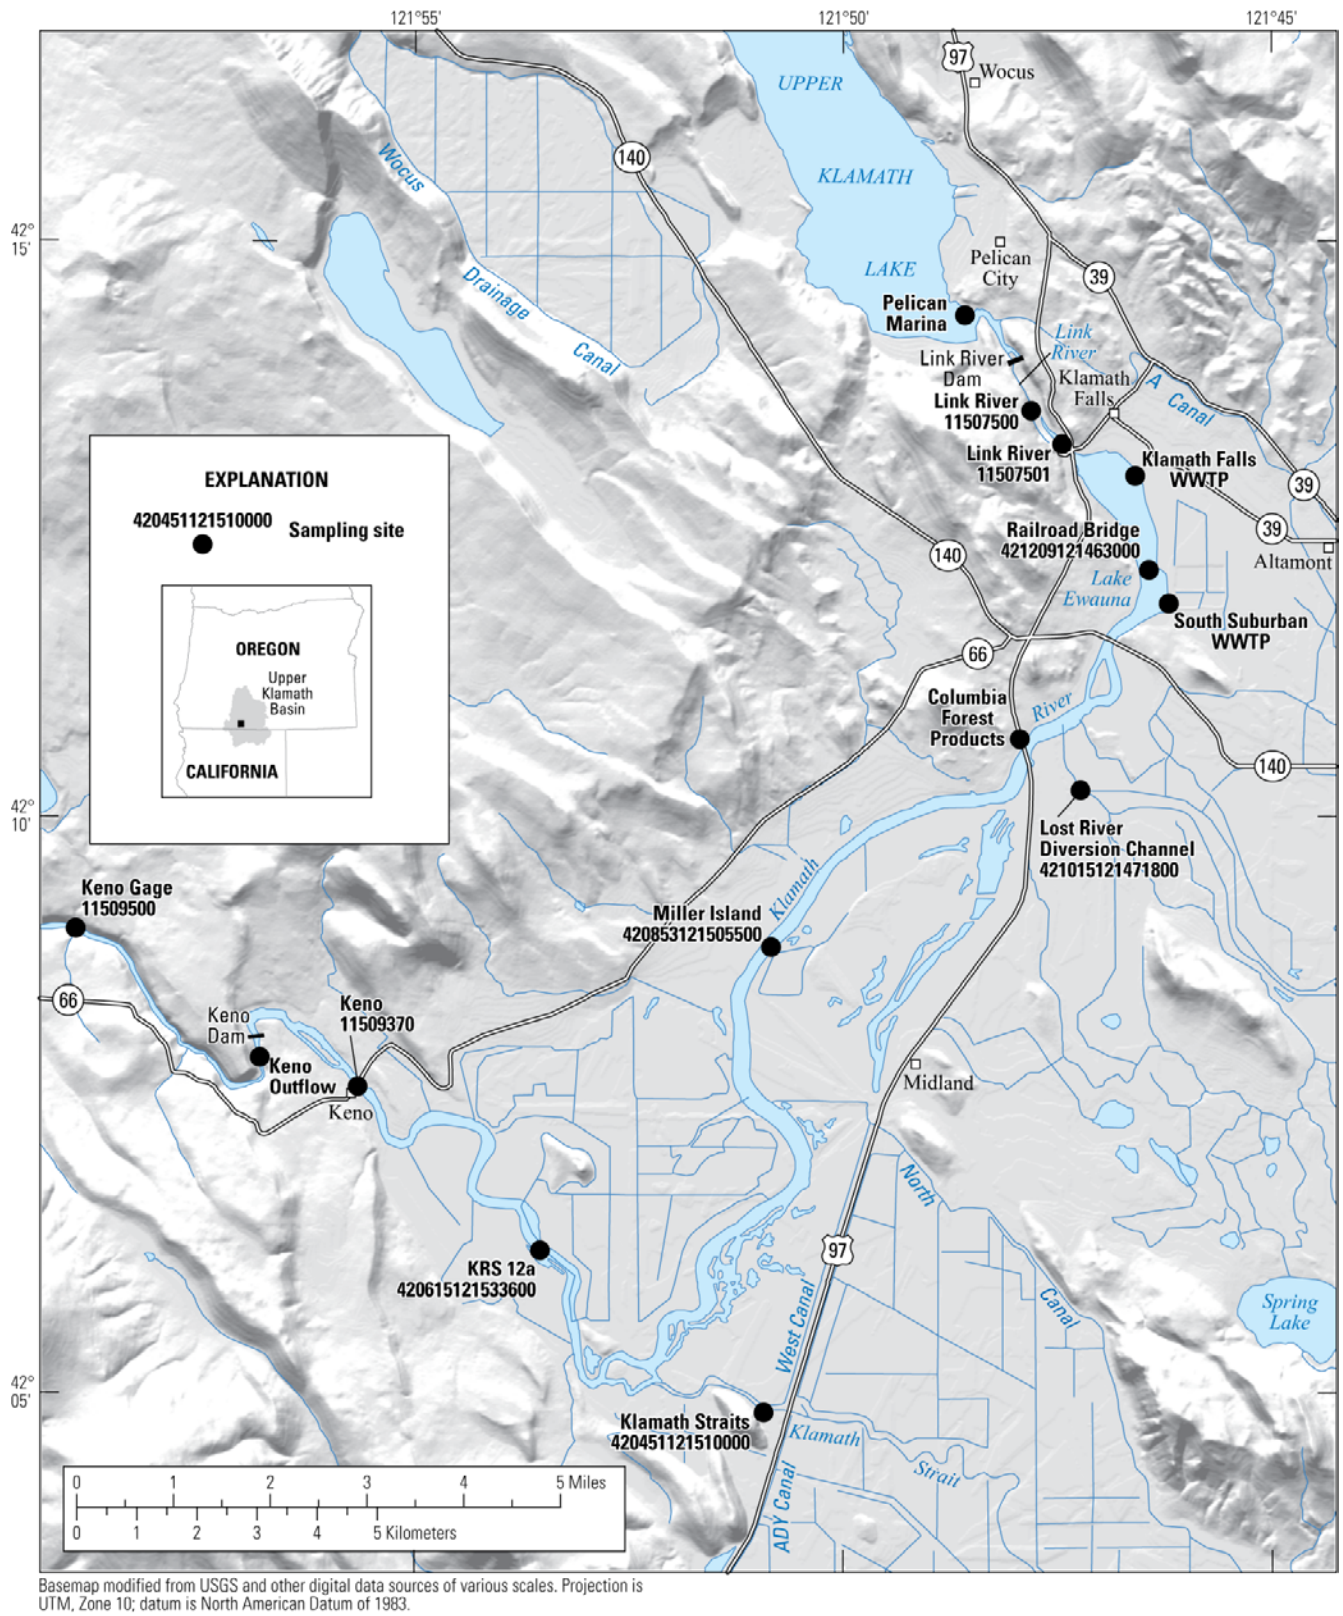 121°55'
121°50'
121°45'
97
Wocus
UPPER
KLAMATH
LAKE
140
Wocus
Drainage
Canal
42°
15'
Pelican
City
39
Pelican
Marina
Link River
Dam
Link
River
Klamath
Falls
A Canal
Link River
11507500
Link River
11507501
Klamath Falls
WWTP
39
39
Altamont
Railroad Bridge
421209121463000
Lake
Ewauna
South Suburban
WWTP
140
66
EXPLANATION
420451121510000
Sampling site
OREGON
Upper
Klamath
Basin
CALIFORNIA
Columbia
Forest
Products
River
140
42°
10'
Lost River
Diversion Channel
421015121471800
Keno Gage
11509500
Klamath
Miller Island
420853121505500
66
Keno
Dam
Keno
11509370
Keno
Outflow
Keno
Midland
North
Canal
97
KRS 12a
420615121533600
West Canal
Spring
Lake
42°
05'
Klamath Straits
420451121510000
Klamath
Strait
ADY Canal
0 1 2 3 4 5 Miles
0 1 2 3 4 5 Kilometers
Basemap modified from USGS and other digital data sources of various scales. Projection is
UTM, Zone 10; datum is North American Datum of 1983.